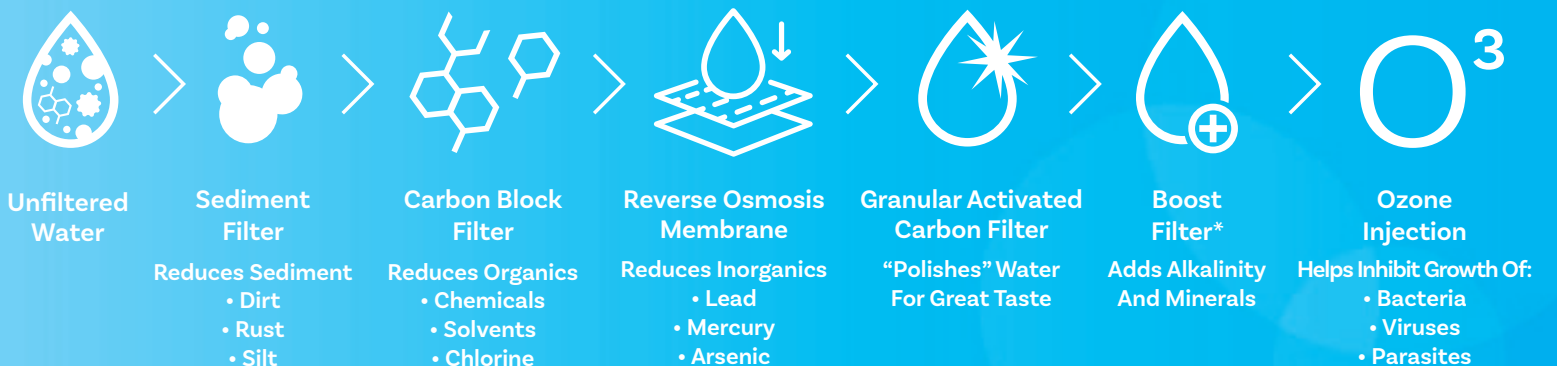 Unfiltered
Water
Sediment
Filter
Reduces Sediment
• Dirt
• Rust
• Silt
Carbon Block
Filter
Reduces Organics
• Chemicals
• Solvents
• Chlorine
Reverse Osmosis
Membrane
Reduces Inorganics
• Lead
• Mercury
• Arsenic
Granular Activated
Carbon Filter
“Polishes” Water
For Great Taste
Boost
Filter*
Adds Alkalinity
And Minerals
O³
Ozone
Injection
Helps Inhibit Growth Of:
• Bacteria
• Viruses
• Parasites